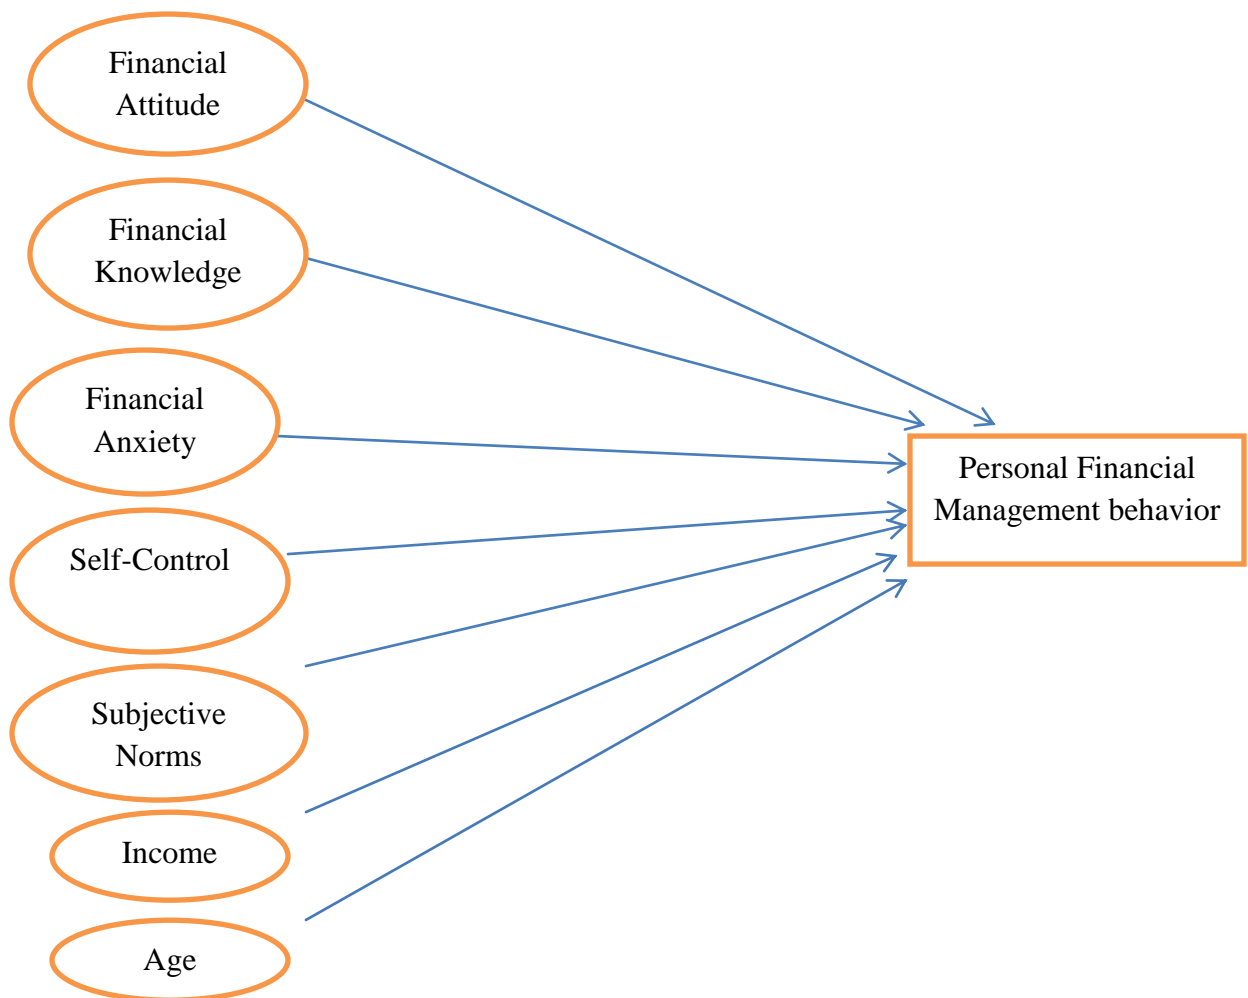 Financial
Attitude
Financial
Knowledge
Financial
Anxiety
Self-Control
Subjective
Norms
Income
Age
Personal Financial
Management behavior